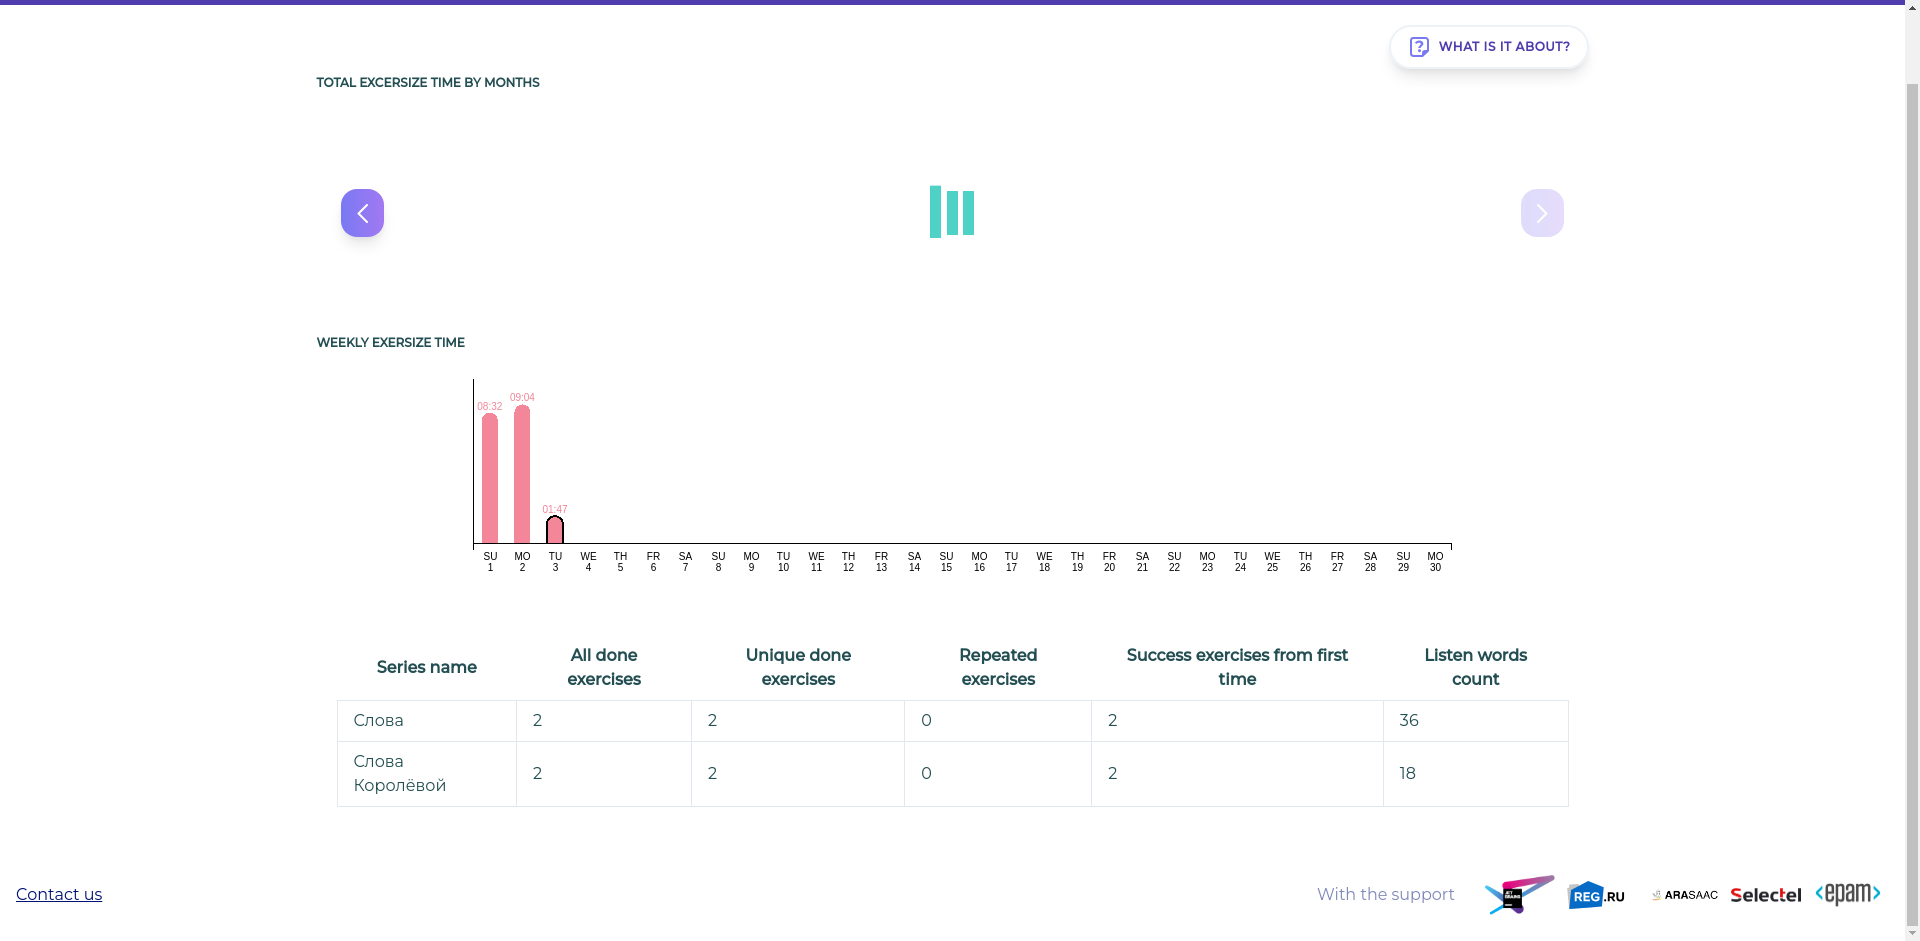 WHAT IS IT ABOUT?
TOTAL EXCERSIZE TIME BY MONTHS
WEEKLY EXERSIZE TIME
08:32 09:04 01:47
SU MO TU WE TH FR SA SU MO TU WE TH FR SA SU MO TU WE TH FR SA SU MO TU WE TH FR SA SU MO
1 2 3 4 5 6 7 8 9 10 11 12 13 14 15 16 17 18 19 20 21 22 23 24 25 26 27 28 29 30
Series name All done exercises Unique done exercises Repeated exercises Success exercises from first time Listen words count
Слова 2 2 0 2 36
Слова Королёвой 2 2 0 2 18
Contact us With the support JET BRAINS REG.RU ARASAAC Selectel <epam>